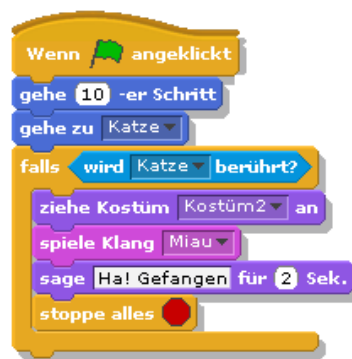 Wenn angeklickt
gehe 10 -er Schritt
gehe zu Katze
falls wird Katze berührt?
ziehe Kostüm Kostüm2 an
spiele Klang Miau
sage Ha! Gefangen für 2 Sek.
stoppe alles